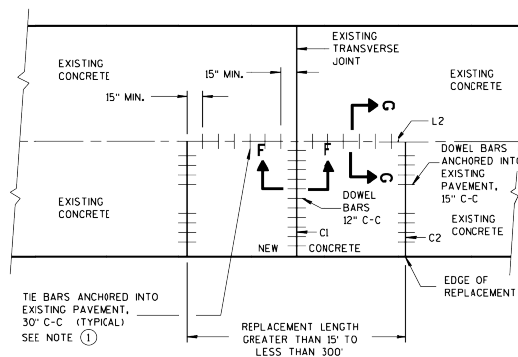 EXISTING
TRANSVERSE
JOINT
EXISTING
CONCRETE
15" MIN.
15" MIN.
EXISTING
CONCRETE
G
L2
F
F
G
DOWEL BARS
ANCHORED INTO
EXISTING
PAVEMENT,
15" C-C
DOWEL
BARS
12" C-C
EXISTING
CONCRETE
EXISTING
CONCRETE
C1
C2
NEW CONCRETE
EDGE OF
REPLACEMENT
TIE BARS ANCHORED INTO
EXISTING PAVEMENT,
30" C-C (TYPICAL)
SEE NOTE 1
REPLACEMENT LENGTH
GREATER THAN 15' TO
LESS THAN 300'